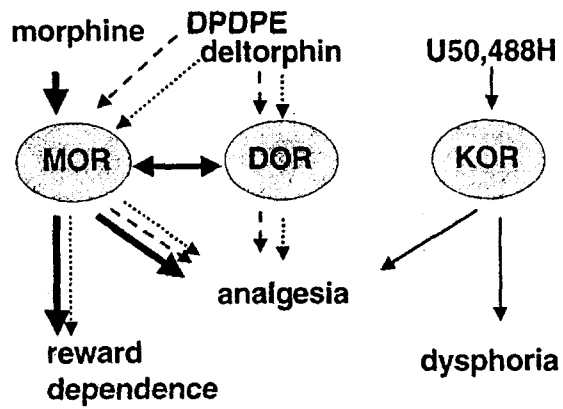 morphine
DPDPE
deltorphin
U50,488H
MOR
DOR
KOR
analgesia
reward
dependence
dysphoria